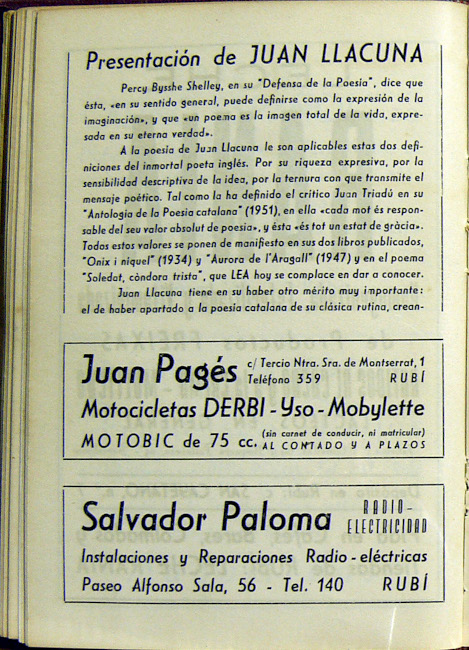 Presentación de JUAN LLACUNA
Percy Bysshe Shelley, en su "Defensa de la Poesia", dice que
ésta, «en su sentido general, puede definirse como la expresión de la
imaginación», y que «un poema es la imagen total de la vida, expre-
sada en su eterna verdad».
A la poesia de Juan Llacuna le son aplicables estas dos defi-
niciones del inmortal poeta inglés. Por su riqueza expresiva, por la
sensibilidad descriptiva de la idea, por la ternura con que transmite el
mensaje poético. Tal como la ha definido el crítico Juan Triadú en su
"Antologia de la Poesia catalana" (1951), en ella «cada mot és respon-
sable del seu valor absolut de poesia», y ésta «és tot un estat de gràcia».
Todos estos valores se ponen de manifiesto en sus dos libros publicados,
"Onix i niquel" (1934) y "Aurora de l'Aragall" (1947) y en el poema
"Soledat, còndora trista", que LEA hoy se complace en dar a conocer.
Juan Llacuna tiene en su haber otro mérito muy importante:
el de haber apartado a la poesia catalana de su clásica rutina, crean-
Juan Pagés c/ Tercio Ntra. Sra. de Montserrat, 1
Teléfono 359 RUBÍ
Motocicletas DERBI - Yso - Mobylette
MOTOBIC de 75 cc. (sin carnet de conducir, ni matricular)
AL CONTADO Y A PLAZOS
Salvador Paloma RADIO-
ELECTRICIDAD
Instalaciones y Reparaciones Radio-eléctricas
Paseo Alfonso Sala, 56 - Tel. 140 RUBÍ